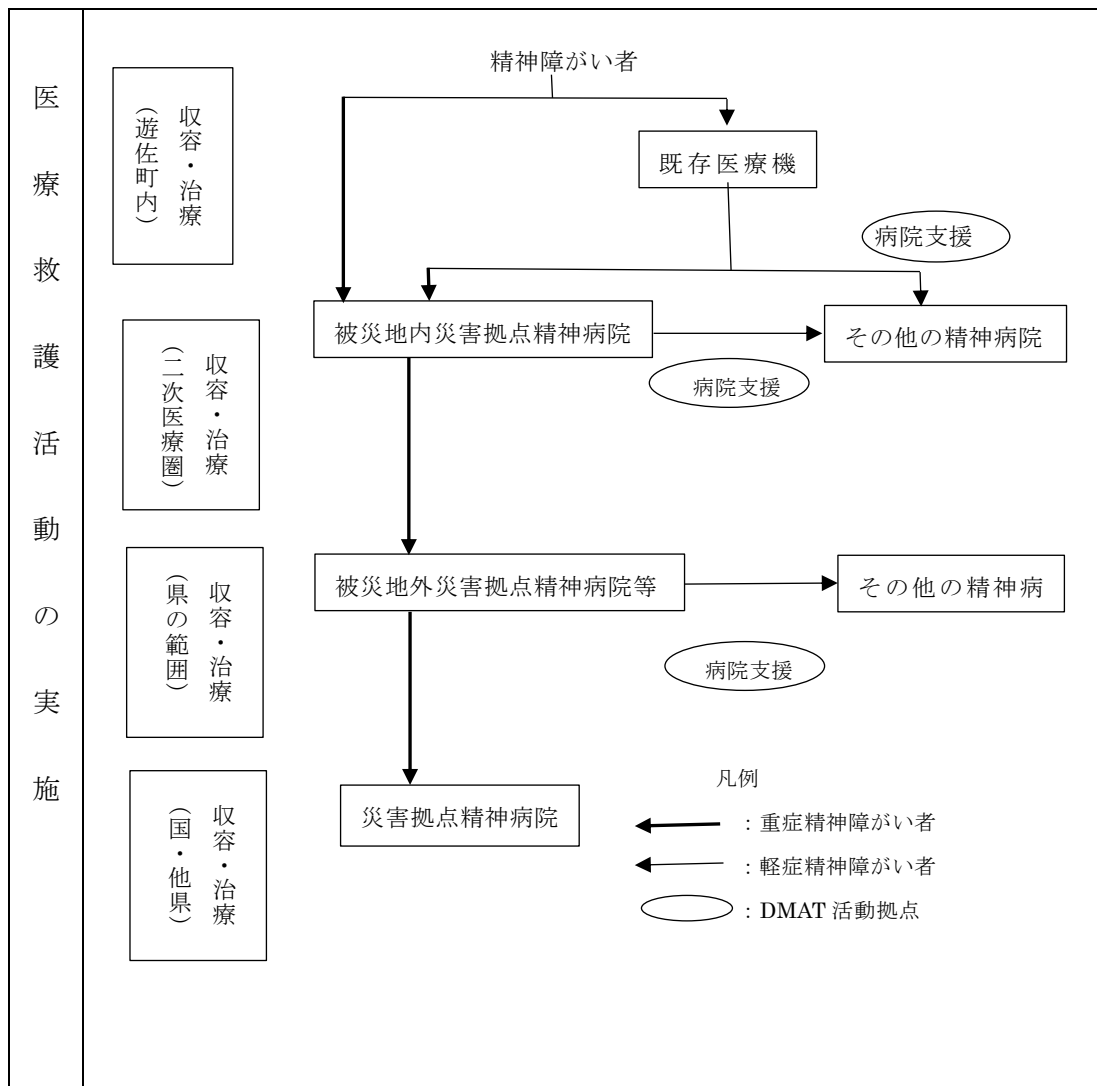 医療救護活動の実施
収容・治療
（遊佐町内）
精神障がい者
既存医療機
病院支援
収容・治療
（二次医療圏）
被災地内災害拠点精神病院
その他の精神病院
病院支援
収容・治療
（県の範囲）
被災地外災害拠点精神病院等
その他の精神病
病院支援
収容・治療
（国・他県）
災害拠点精神病院
凡例
：重症精神障がい者
：軽症精神障がい者
：DMAT 活動拠点